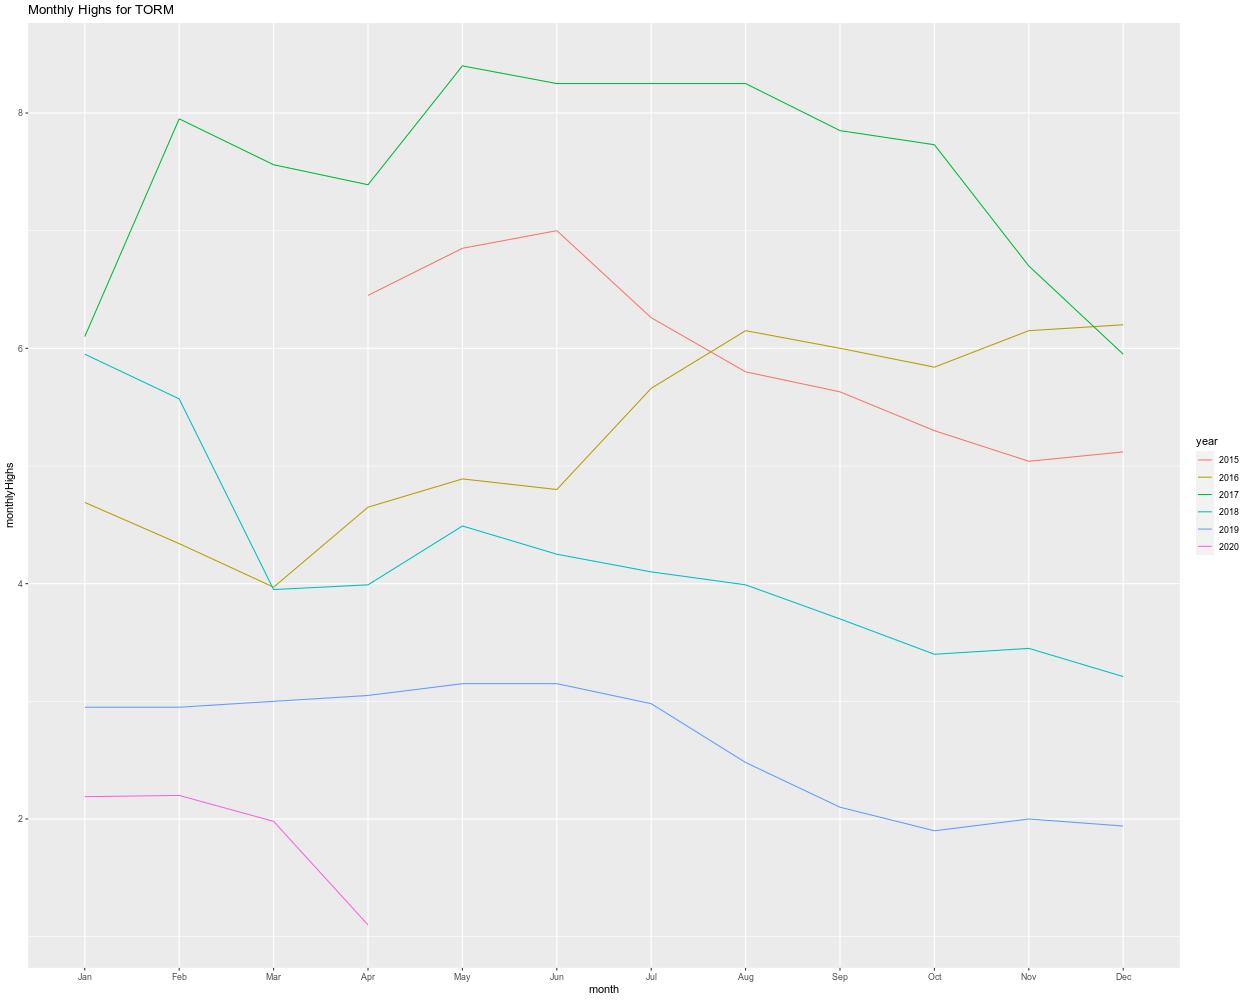 Monthly Highs for TORM
monthlyHighs
8
6
4
2
Jan Feb Mar Apr May Jun Jul Aug Sep Oct Nov Dec
month
year
2015
2016
2017
2018
2019
2020